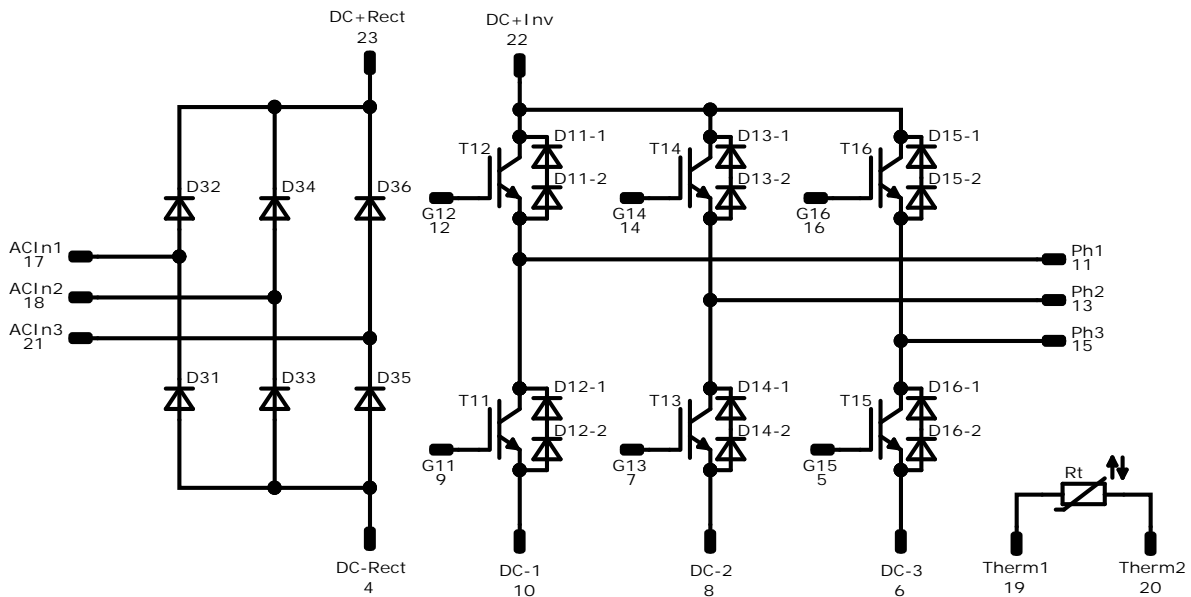 DC+Rect
23
DC+Inv
22
D32
D34
D36
T12
D11-1
D11-2
G12
12
T14
D13-1
D13-2
G14
14
T16
D15-1
D15-2
G16
16
ACIn1
17
ACIn2
18
ACIn3
21
Ph1
11
Ph2
13
Ph3
15
D31
D33
D35
T11
D12-1
D12-2
G11
9
T13
D14-1
D14-2
G13
7
T15
D16-1
D16-2
G15
5
Rt
DC-Rect
4
DC-1
10
DC-2
8
DC-3
6
Therm1
19
Therm2
20